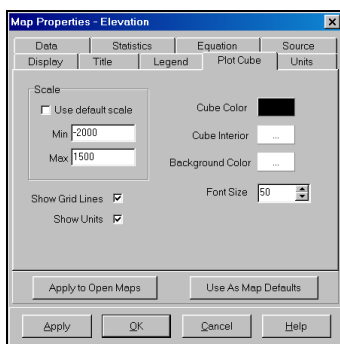 Map Properties - Elevation
Data Statistics Equation Source
Display Title Legend Plot Cube Units
Scale
Use default scale
Min -2000
Max 1500
Show Grid Lines
Show Units
Cube Color
Cube Interior ...
Background Color ...
Font Size 50
Apply to Open Maps Use As Map Defaults
Apply OK Cancel Help